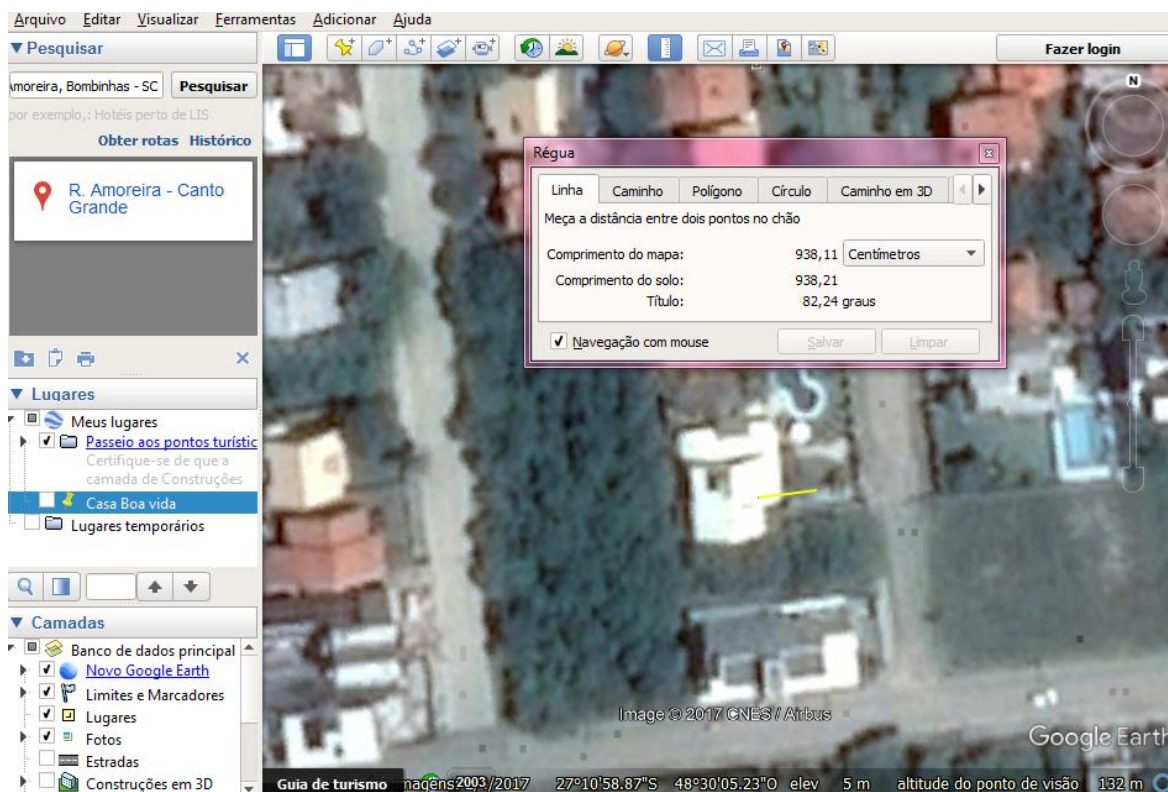 Arquivo Editar Visualizar Ferramentas Adicionar Ajuda
Pesquisar
Fazer login
Amoreira, Bombinhas - SC Pesquisar
por exemplo,: Hotéis perto de LIS
Obter rotas Histórico
R. Amoreira - Canto
Grande
N
Régua
Linha Caminho Polígono Círculo Caminho em 3D
Meça a distância entre dois pontos no chão
Comprimento do mapa: 938,11 Centímetros
Comprimento do solo: 938,21
Título: 82,24 graus
Navegação com mouse Salvar Limpar
Lugares
Meus lugares
Passeio aos pontos turístic
Certifique-se de que a
camada de Construções
Casa Boa vida
Lugares temporários
Camadas
Banco de dados principal
Novo Google Earth
Limites e Marcadores
Lugares
Fotos
Estradas
Construções em 3D
Image © 2017 CNES / Airbus
Google Earth
Guia de turismo 2003 /2017 27°10'58.87"S 48°30'05.23"O elev 5 m altitude do ponto de visão 132 m